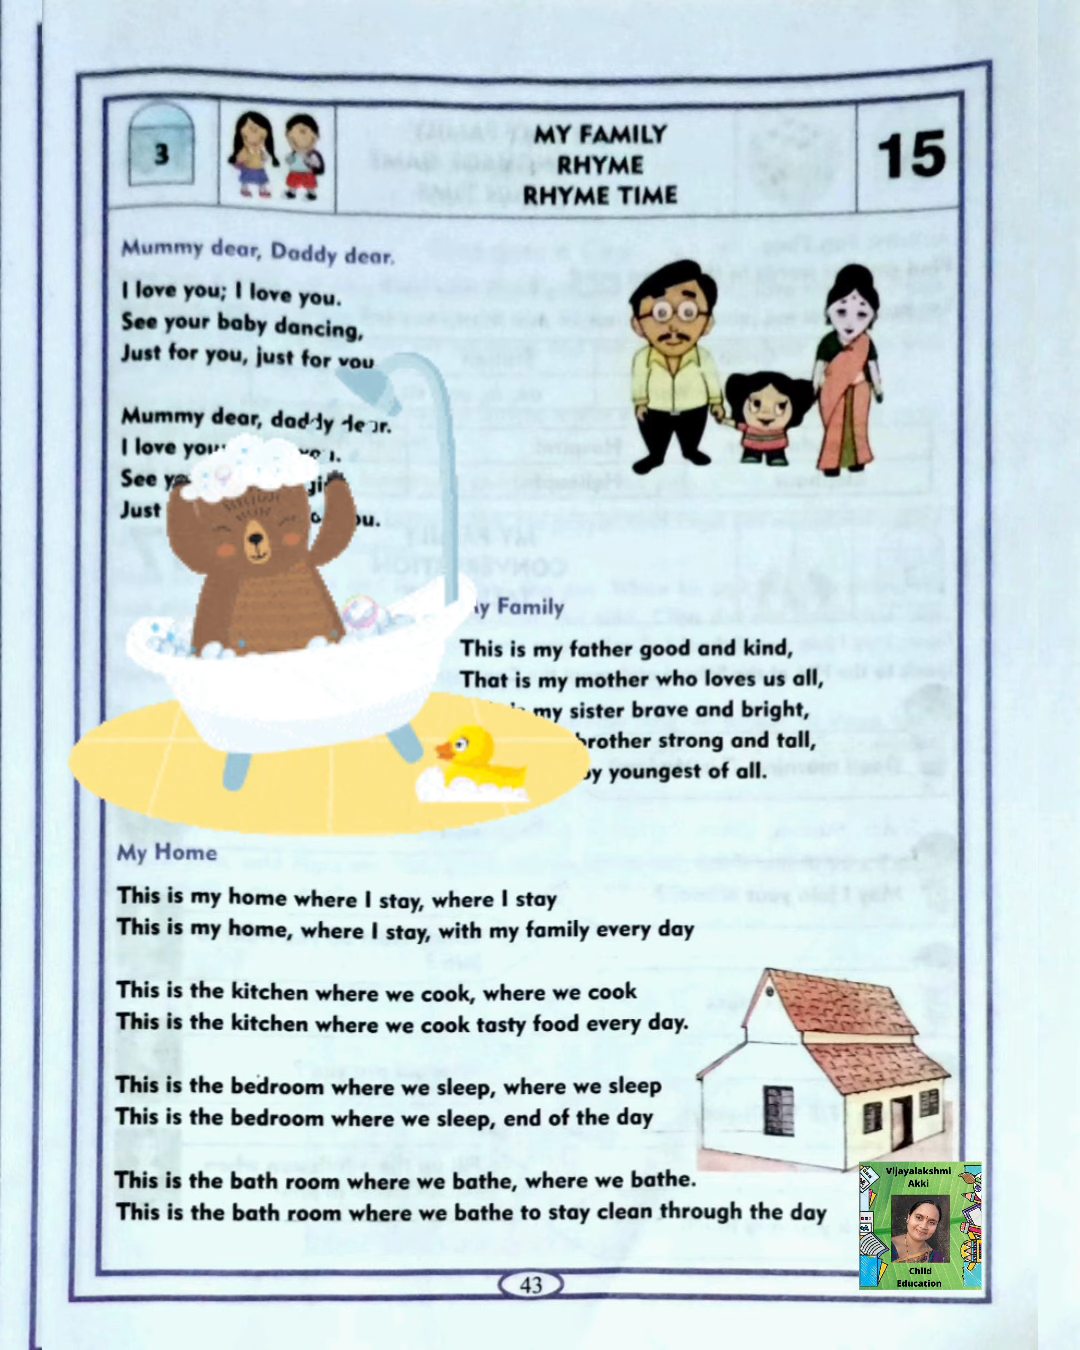 3
MY FAMILY
RHYME
RHYME TIME
15
Mummy dear, Daddy dear.
I love you; I love you.
See your baby dancing,
Just for you, just for you
Mummy dear, daddy dear.
I love
See
Just you.
My Family
This is my father good and kind,
That is my mother who loves us all,
my sister brave and bright,
brother strong and tall,
youngest of all.
My Home
This is my home where I stay, where I stay
This is my home, where I stay, with my family every day
This is the kitchen where we cook, where we cook
This is the kitchen where we cook tasty food every day.
This is the bedroom where we sleep, where we sleep
This is the bedroom where we sleep, end of the day
This is the bath room where we bathe, where we bathe.
This is the bath room where we bathe to stay clean through the day
43
Vijayalakshmi
Akki
Child
Education